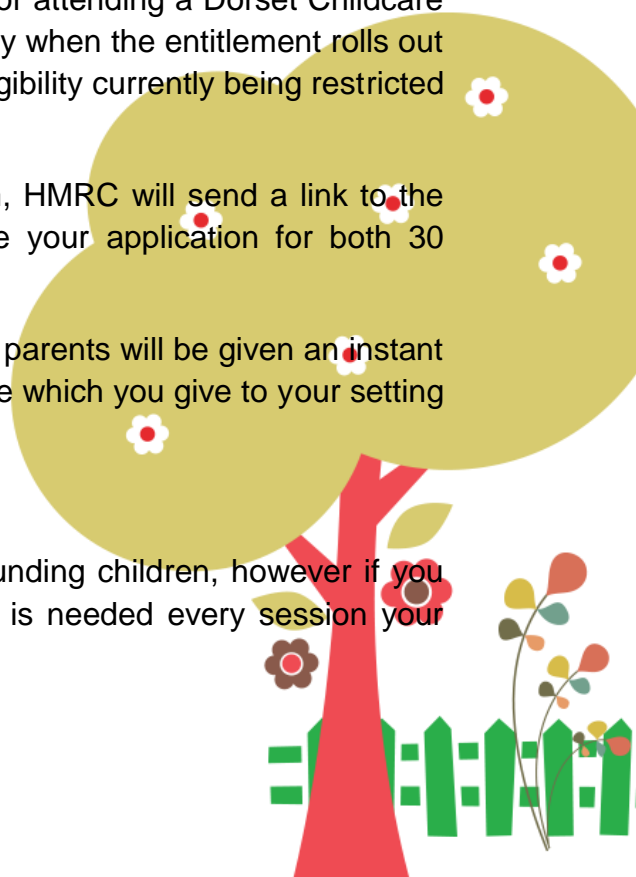 or attending a Dorset Childcare
y when the entitlement rolls out
gibility currently being restricted
, HMRC will send a link to the
e your application for both 30
parents will be given an instant
e which you give to your setting
unding children, however if you
is needed every session your